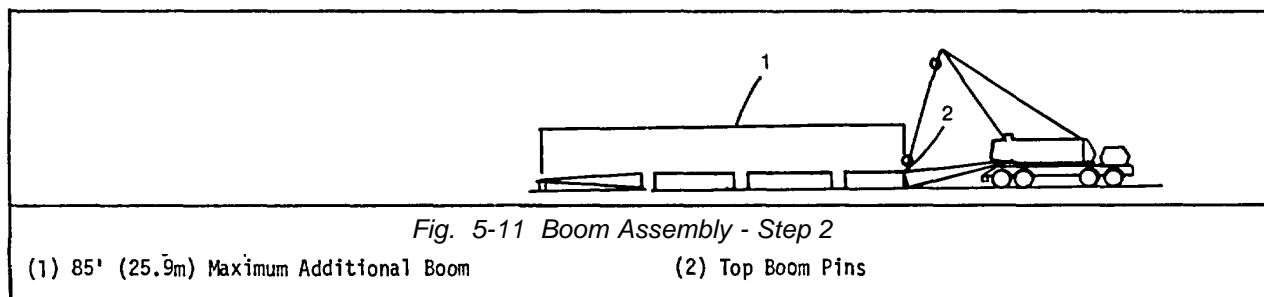 1
2
Fig. 5-11 Boom Assembly - Step 2
(1) 85' (25.9m) Maximum Additional Boom (2) Top Boom Pins